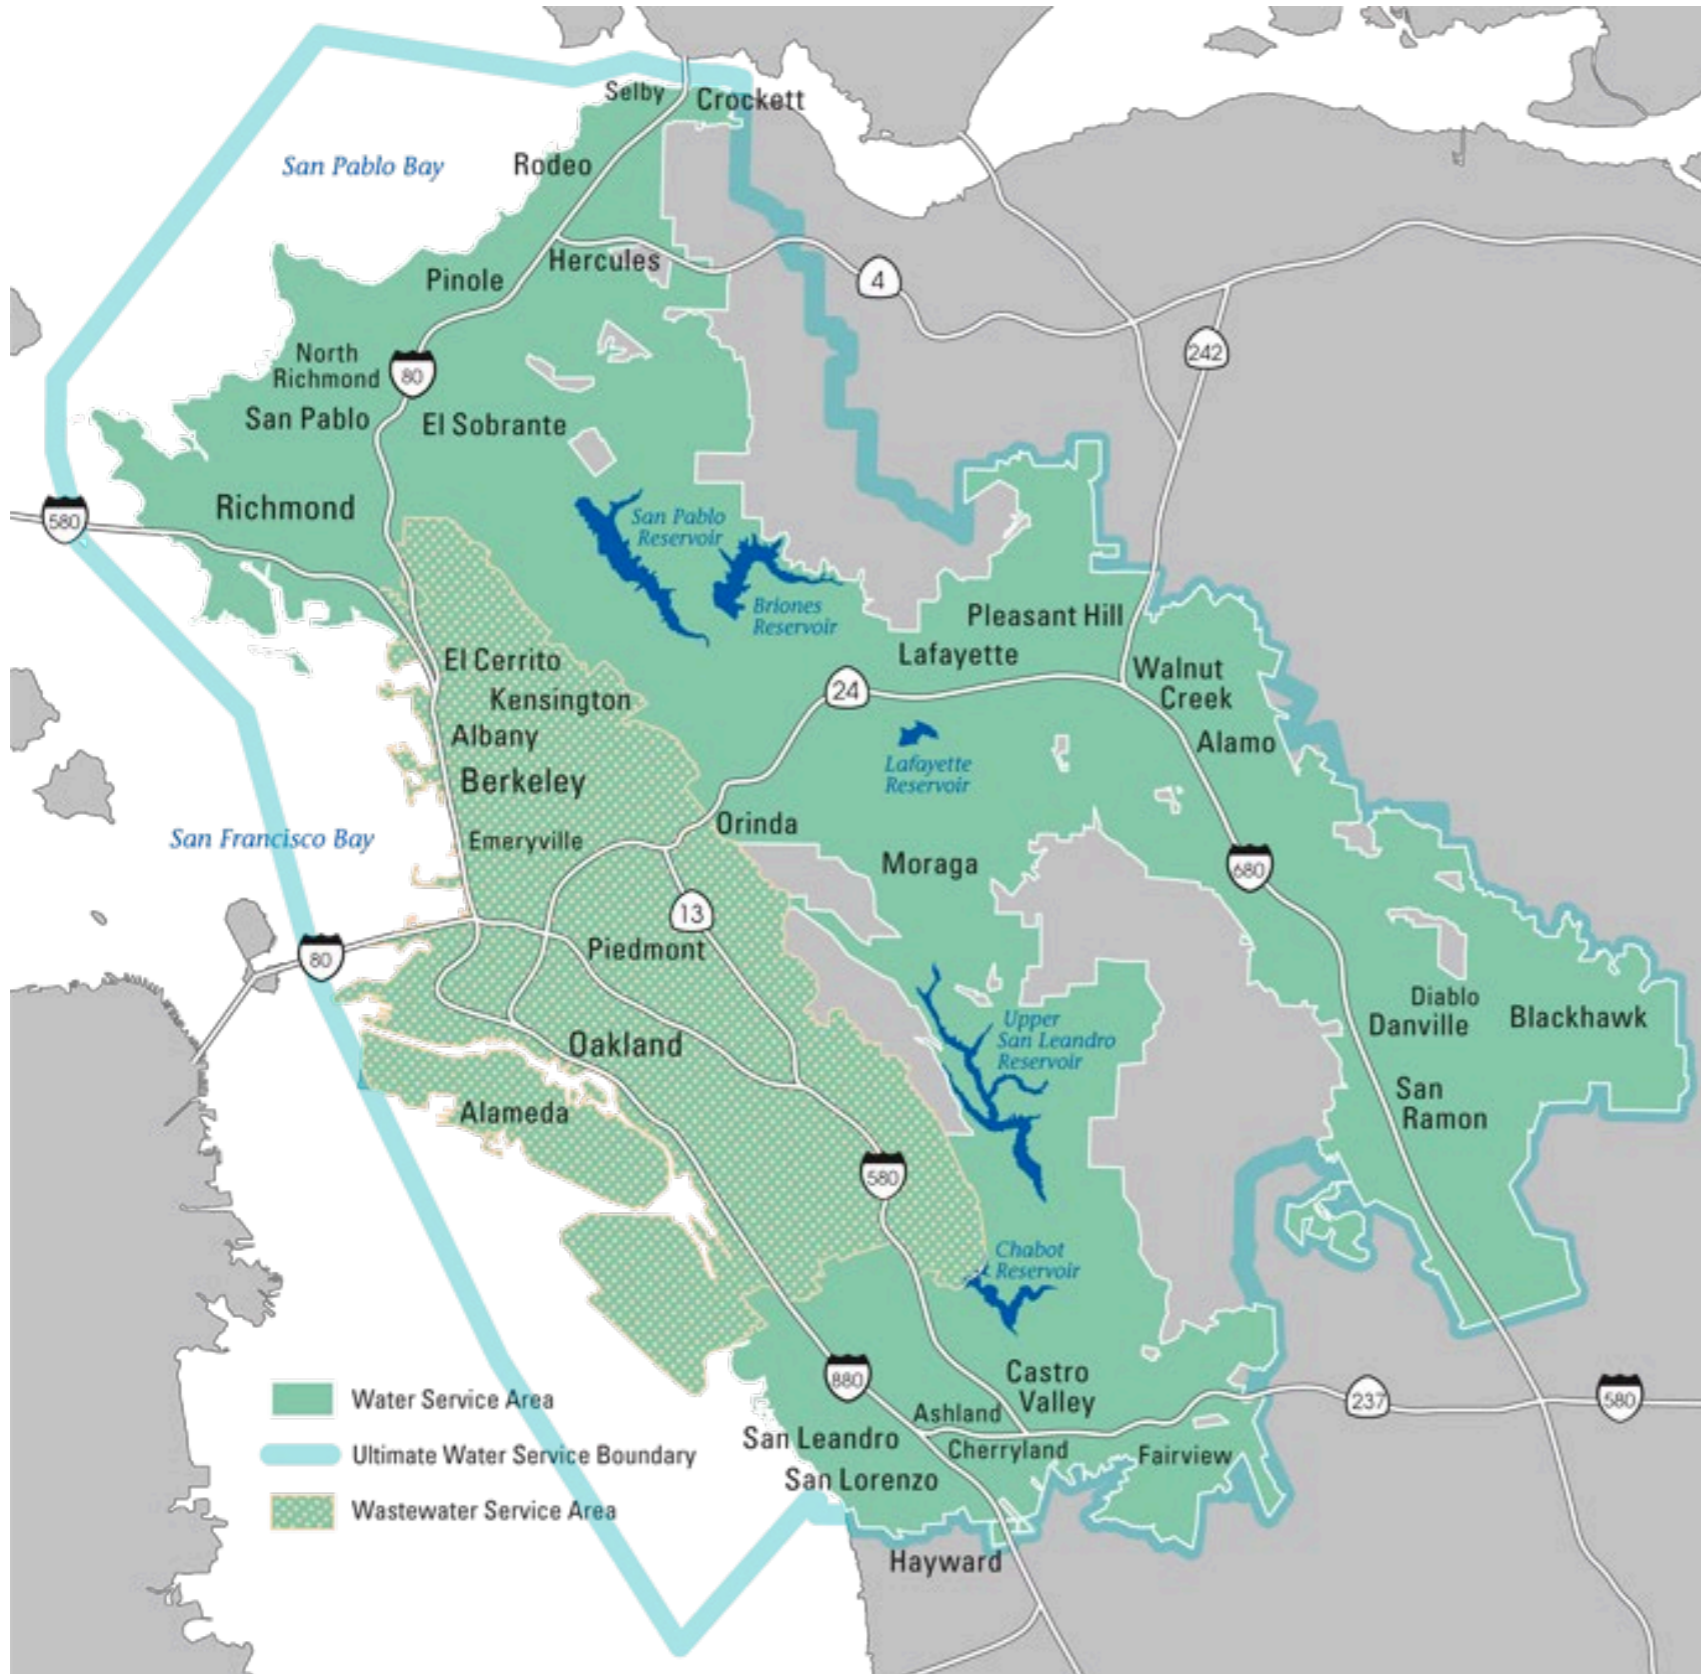 Selby
Crockett
San Pablo Bay
Rodeo
Hercules
Pinole
4
North
Richmond
80
242
San Pablo
El Sobrante
Richmond
580
San Pablo
Reservoir
Briones
Reservoir
Pleasant Hill
Lafayette
El Cerrito
Walnut
Creek
Kensington
24
Albany
Alamo
Berkeley
Lafayette
Reservoir
Orinda
San Francisco Bay
Emeryville
Moraga
680
13
Piedmont
80
Diablo
Danville
Blackhawk
Upper
San Leandro
Reservoir
Oakland
Alameda
San
Ramon
580
Chabot
Reservoir
Castro
Valley
880
237
580
Water Service Area
Ashland
San Leandro
Cherryland
Fairview
Ultimate Water Service Boundary
San Lorenzo
Wastewater Service Area
Hayward